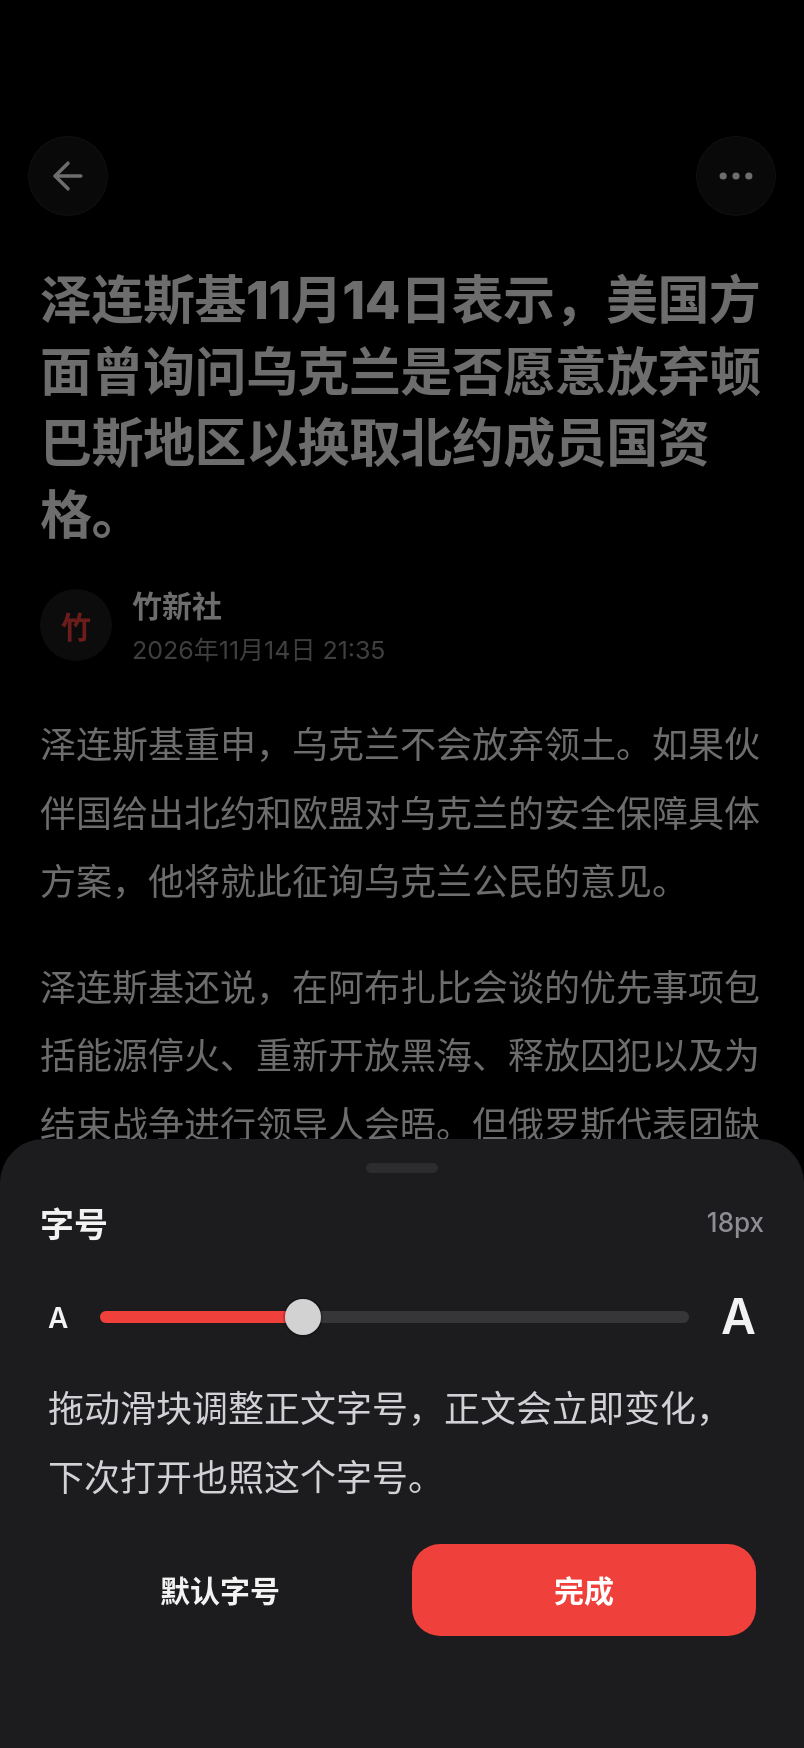 泽连斯基11月14日表示，美国方
面曾询问乌克兰是否愿意放弃顿
巴斯地区以换取北约成员国资
格。
竹
竹新社
2026年11月14日 21:35
泽连斯基重申，乌克兰不会放弃领土。如果伙
伴国给出北约和欧盟对乌克兰的安全保障具体
方案，他将就此征询乌克兰公民的意见。
泽连斯基还说，在阿布扎比会谈的优先事项包
括能源停火、重新开放黑海、释放囚犯以及为
结束战争进行领导人会晤。但俄罗斯代表团缺
字号
18px
A
A
拖动滑块调整正文字号，正文会立即变化，
下次打开也照这个字号。
默认字号
完成